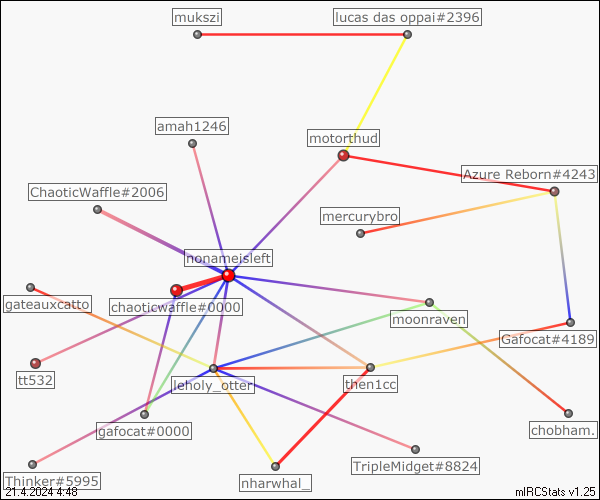 mukszi
lucas das oppai#2396
amah1246
motorthud
Azure Reborn#4243
ChaoticWaffle#2006
mercurybro
nonameisleft
gateauxcatto
chaoticwaffle#0000
moonraven
Gafocat#4189
tt532
leholy_otter
then1cc
gafocat#0000
chobham.
Thinker#5995
nharwhal_
TripleMidget#8824
21.4.2024 4:48
mIRCStats v1.25